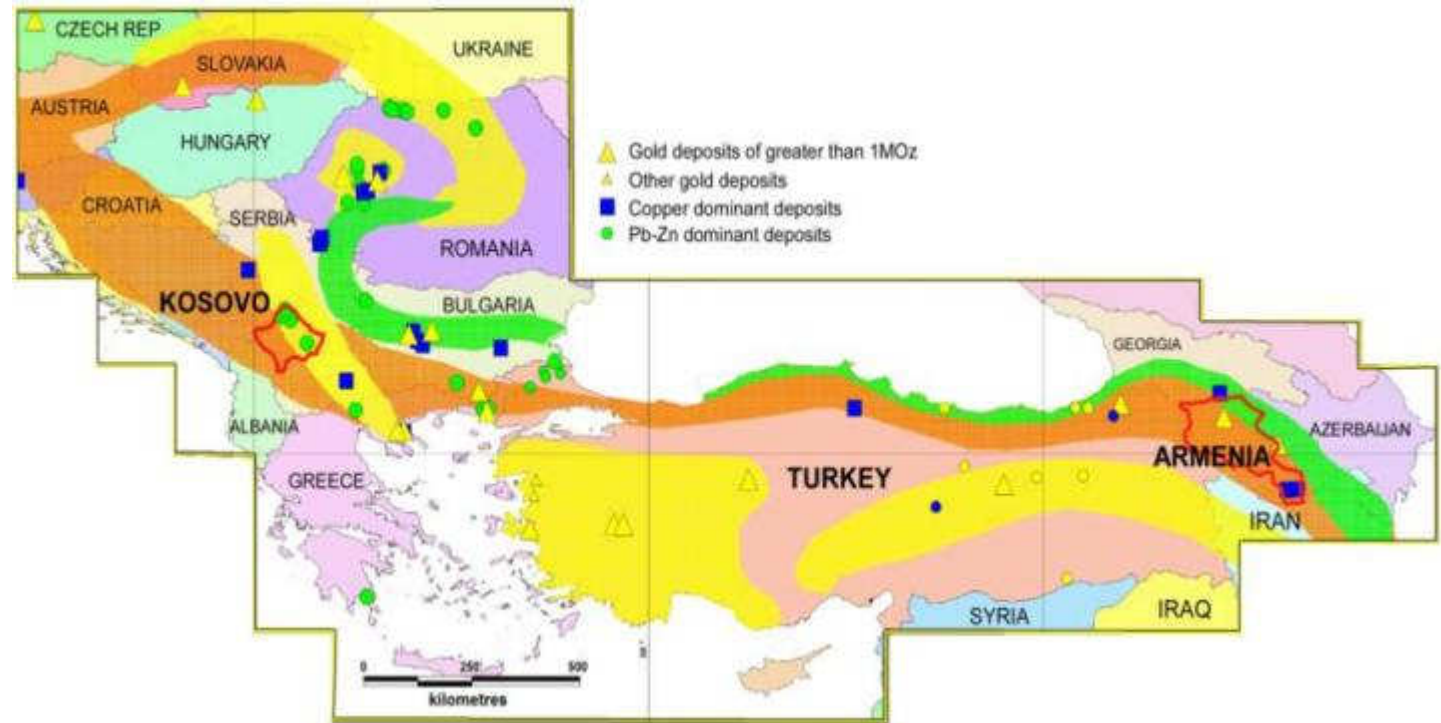 CZECH REP
UKRAINE
SLOVAKIA
AUSTRIA
HUNGARY
Gold deposits of greater than 1MOz
Other gold deposits
Copper dominant deposits
Pb-Zn dominant deposits
CROATIA
SERBIA
ROMANIA
KOSOVO
BULGARIA
GEORGIA
ALBANIA
AZERBAIJAN
ARMENIA
GREECE
TURKEY
IRAN
SYRIA
IRAQ
0 250 500
kilometres